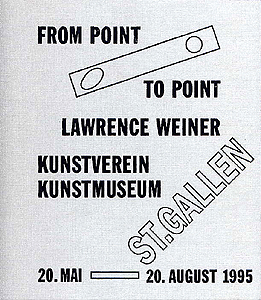 FROM POINT
TO POINT
LAWRENCE WEINER
KUNSTVEREIN
KUNSTMUSEUM
ST.GALLEN
20. MAI 20. AUGUST 1995